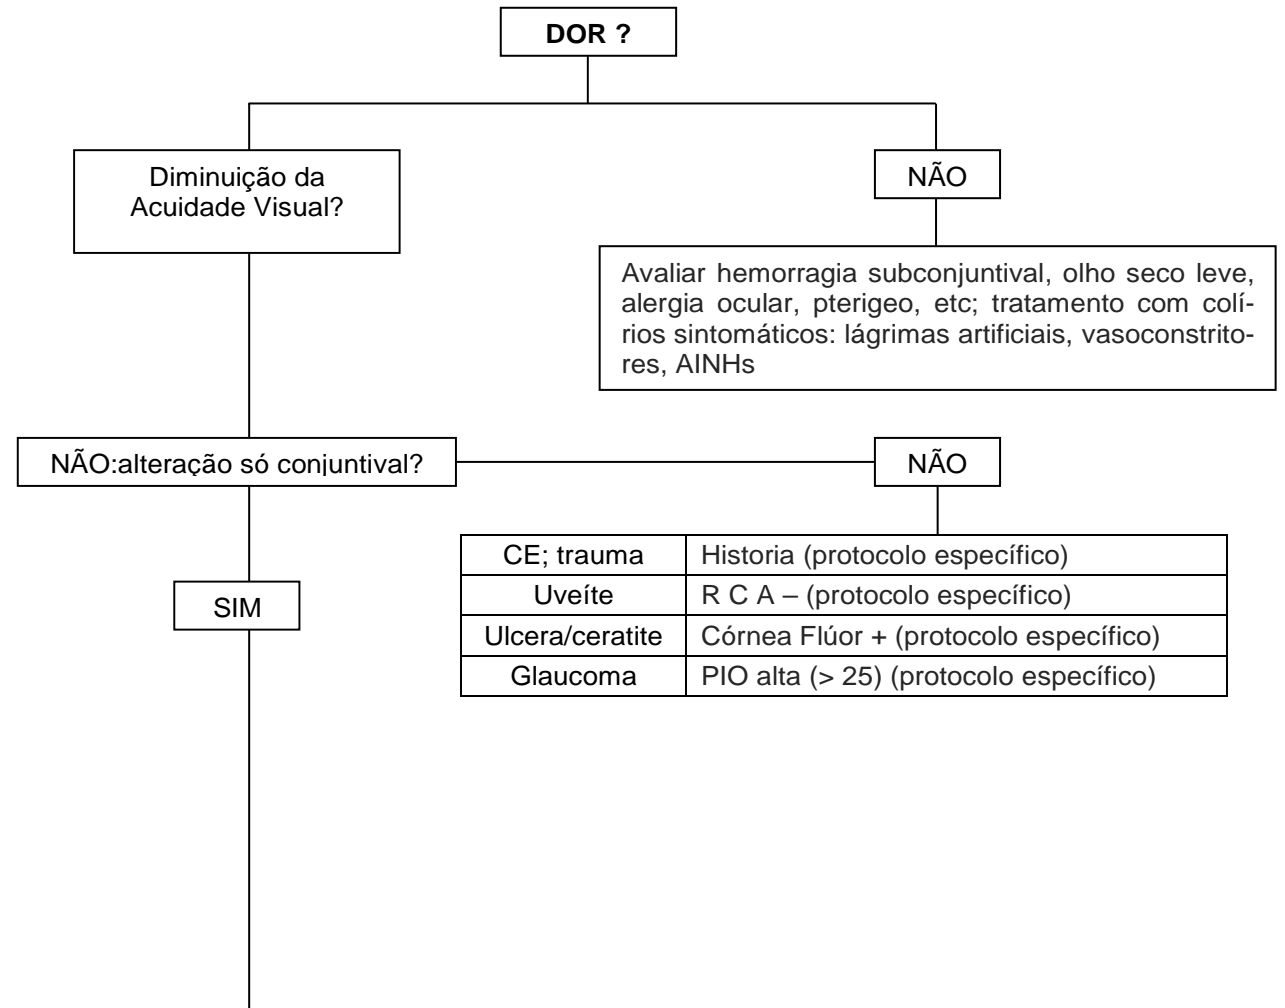 DOR ?
Diminuição da
Acuidade Visual?
NÃO
Avaliar hemorragia subconjuntival, olho seco leve,
alergia ocular, pterigeo, etc; tratamento com colí-
rios sintomáticos: lágrimas artificiais, vasoconstrito-
res, AINHs
NÃO:alteração só conjuntival?
NÃO
CE; trauma Historia (protocolo específico)
Uveíte R C A – (protocolo específico)
Ulcera/ceratite Córnea Flúor + (protocolo específico)
Glaucoma PIO alta (> 25) (protocolo específico)
SIM